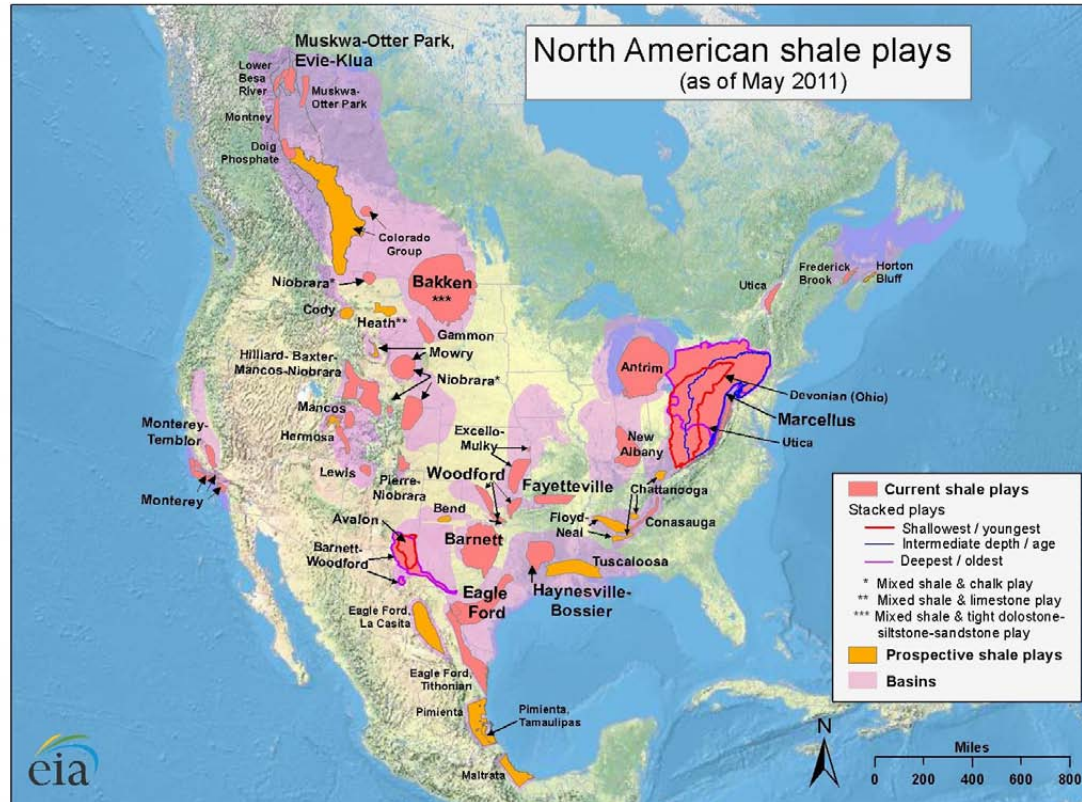 North American shale plays
(as of May 2011)
Muskwa-Otter Park,
Evie-Klua
Lower
Besa
River
Muskwa-
Otter Park
Montney
Doig
Phosphate
Colorado
Group
Niobrara*
Bakken
***
Cody
Heath**
Gammon
Mowry
Hilliard- Baxter-
Mancos-Niobrara
Niobrara*
Mancos
Hermosa
Monterey-
Temblor
Monterey
Lewis
Pierre-
Niobrara
Excello-
Mulky
Woodford
Fayetteville
New
Albany
Antrim
Utica
Frederick
Brook
Horton
Bluff
Devonian (Ohio)
Marcellus
Utica
Chattanooga
Conasauga
Floyd-
Neal
Tuscaloosa
Haynesville-
Bossier
Bend
Barnett
Avalon
Barnett-
Woodford
Eagle
Ford
Eagle Ford,
La Casita
Eagle Ford,
Tithonian
Pimienta
Pimienta,
Tamaulipas
Maltrata
Current shale plays
Stacked plays
Shallowest / youngest
Intermediate depth / age
Deepest / oldest
* Mixed shale & chalk play
** Mixed shale & limestone play
*** Mixed shale & tight dolostone-
siltstone-sandstone play
Prospective shale plays
Basins
N
Miles
0 200 400 600 800
eia